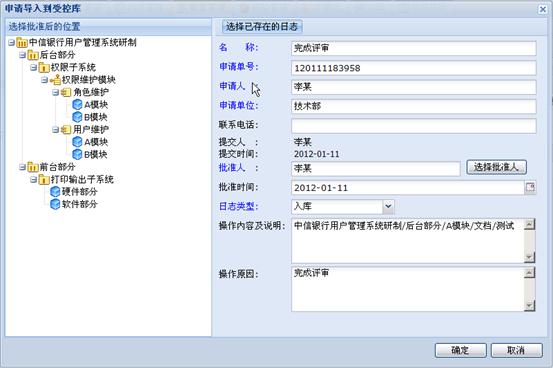 申请导入到受控库
选择批准后的位置
中信银行用户管理系统研制
后台部分
权限子系统
权限维护模块
角色维护
A模块
B模块
用户维护
A模块
B模块
前台部分
打印输出子系统
硬件部分
软件部分
选择已存在的日志
名　　称: 完成评审
申请单号: 120111183958
申请人 : 李某
申请单位: 技术部
联系电话:
提交人 : 李某
提交时间: 2012-01-11
批准人 : 李某 选择批准人
批准时间: 2012-01-11
日志类型: 入库
操作内容及说明: 中信银行用户管理系统研制/后台部分/A模块/文档/测试
操作原因: 完成评审
确定 取消